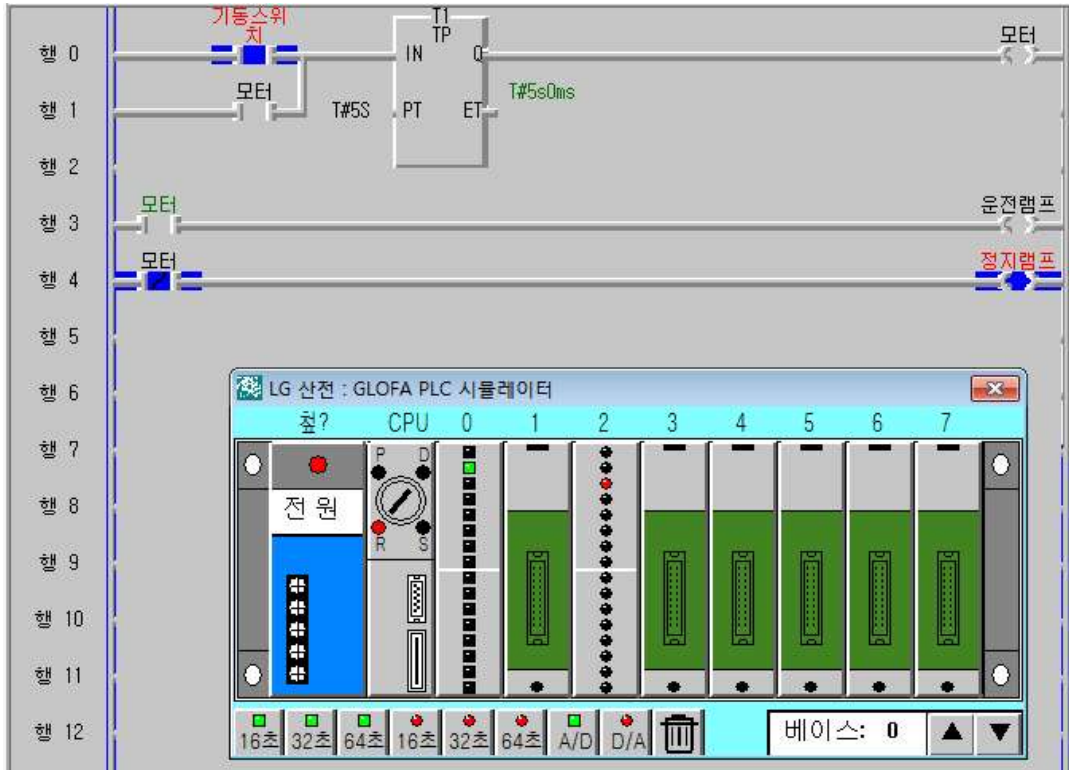 기동스위
치
T1
TP
모터
행 0
IN Q
모터
T#5s0ms
행 1
T#5S PT ET
행 2
모터
운전램프
행 3
모터
정지램프
행 4
행 5
행 6
LG 산전 : GLOFA PLC 시뮬레이터
첲? CPU 0 1 2 3 4 5 6 7
행 7
P D
전 원
행 8
R S
행 9
행 10
행 11
행 12
16초 32초 64초 16초 32초 64초 A/D D/A
베이스: 0